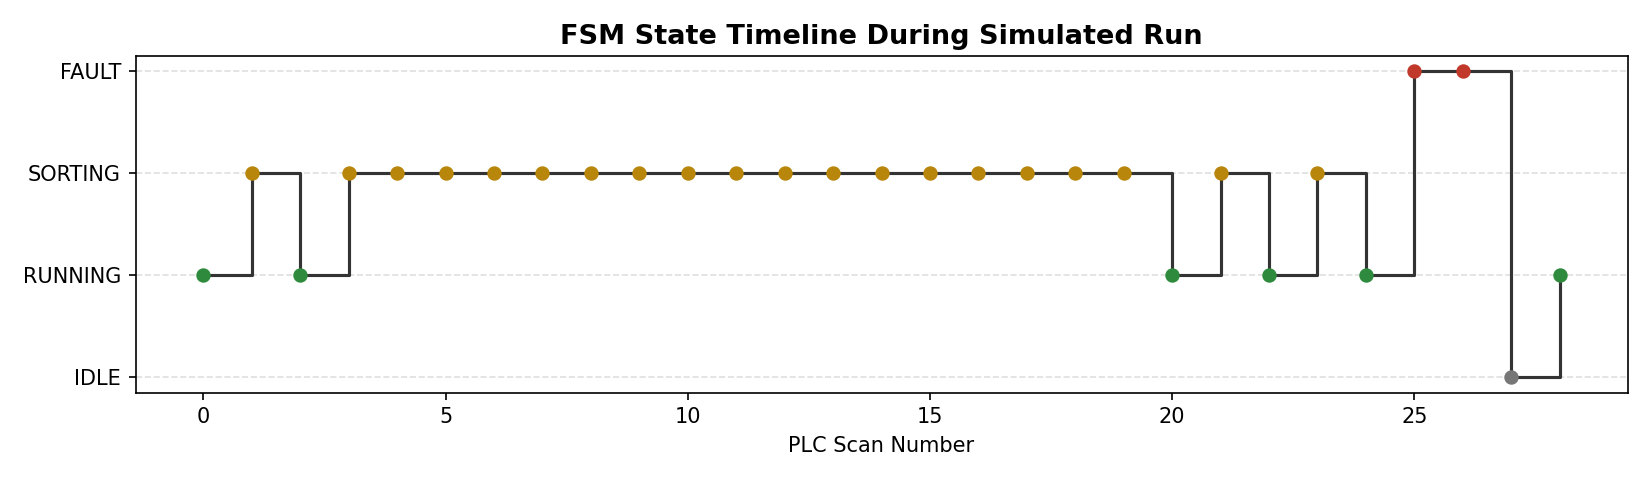 FSM State Timeline During Simulated Run
FAULT
SORTING
RUNNING
IDLE
0 5 10 15 20 25
PLC Scan Number